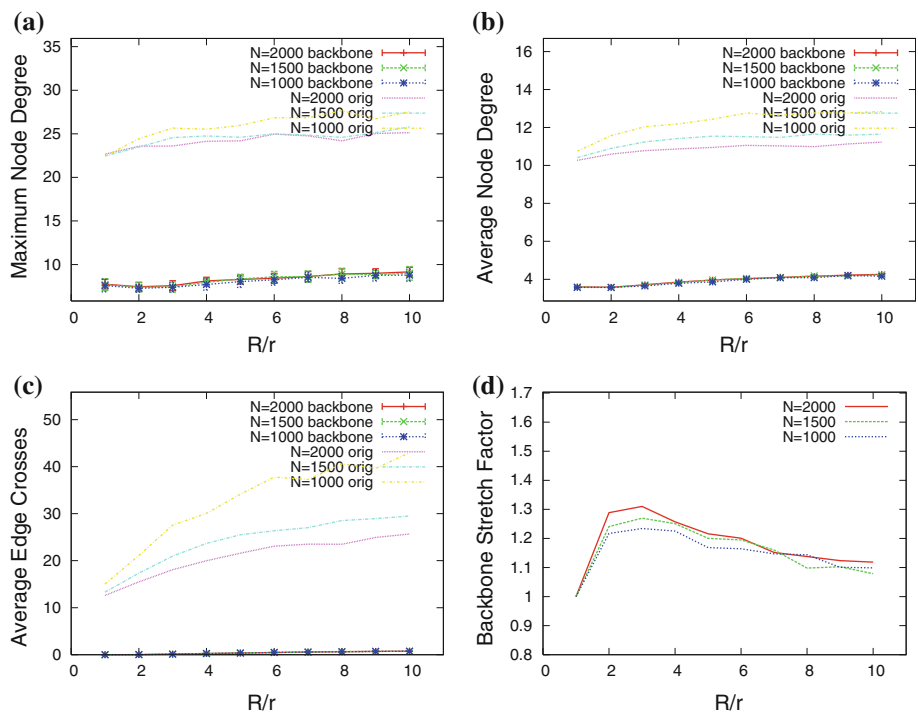 (a)
Maximum Node Degree
35
30
25
20
15
10
0 2 4 6 8 10
R/r
N=2000 backbone
N=1500 backbone
N=1000 backbone
N=2000 orig
N=1500 orig
N=1000 orig
(b)
Average Node Degree
16
14
12
10
8
6
4
0 2 4 6 8 10
R/r
N=2000 backbone
N=1500 backbone
N=1000 backbone
N=2000 orig
N=1500 orig
N=1000 orig
(c)
Average Edge Crosses
50
40
30
20
10
0
0 2 4 6 8 10
R/r
N=2000 backbone
N=1500 backbone
N=1000 backbone
N=2000 orig
N=1500 orig
N=1000 orig
(d)
Backbone Stretch Factor
1.7
1.6
1.5
1.4
1.3
1.2
1.1
1
0.9
0.8
0 2 4 6 8 10
R/r
N=2000
N=1500
N=1000